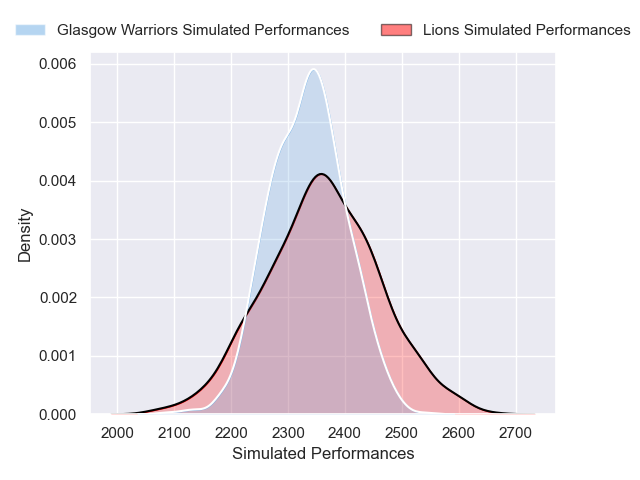 Glasgow Warriors Simulated Performances
Lions Simulated Performances
0.006
0.005
0.004
0.003
0.002
0.001
0.000
Density
2000 2100 2200 2300 2400 2500 2600 2700
Simulated Performances